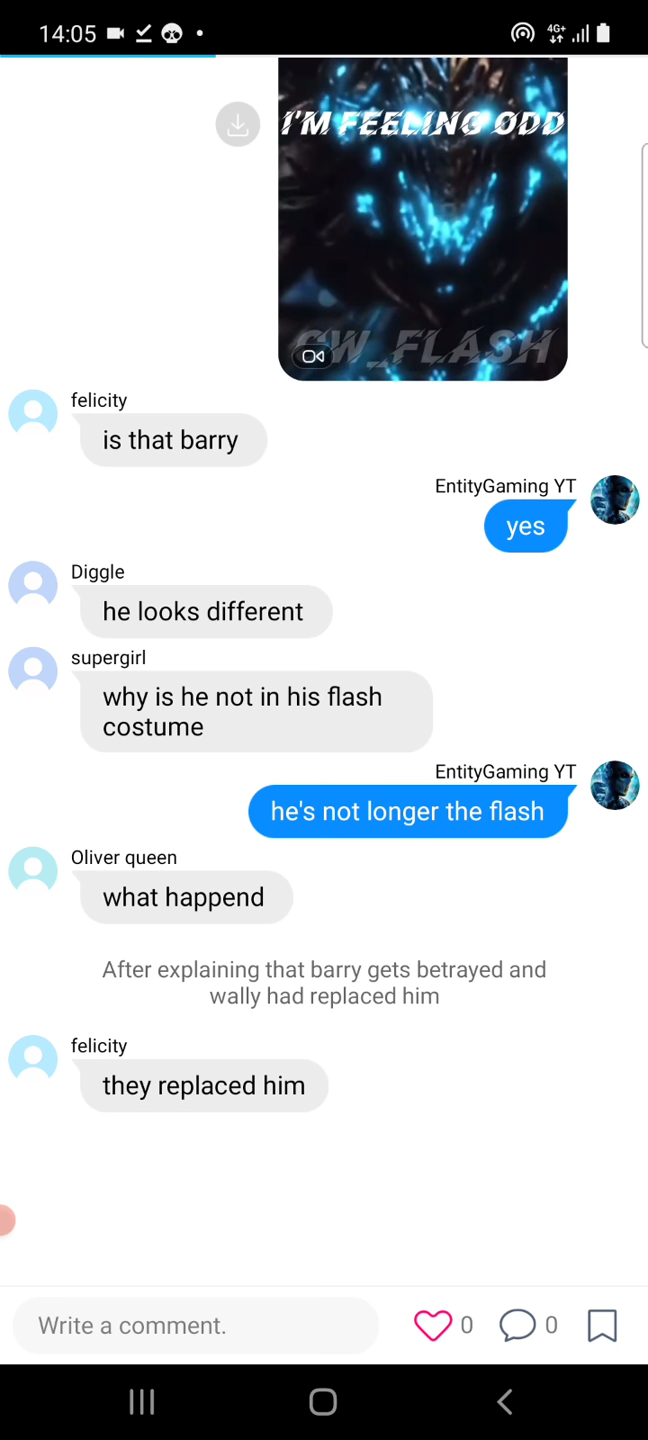 14:05
4G+
I'M FEELING ODD
CW_FLASH
felicity
is that barry
EntityGaming YT
yes
Diggle
he looks different
supergirl
why is he not in his flash
costume
EntityGaming YT
he's not longer the flash
Oliver queen
what happend
After explaining that barry gets betrayed and
wally had replaced him
felicity
they replaced him
Write a comment.
0
0